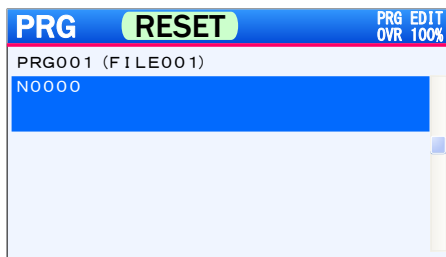 PRG RESET PRG EDIT
OVR 100%
PRG001 (FILE001)
N0000